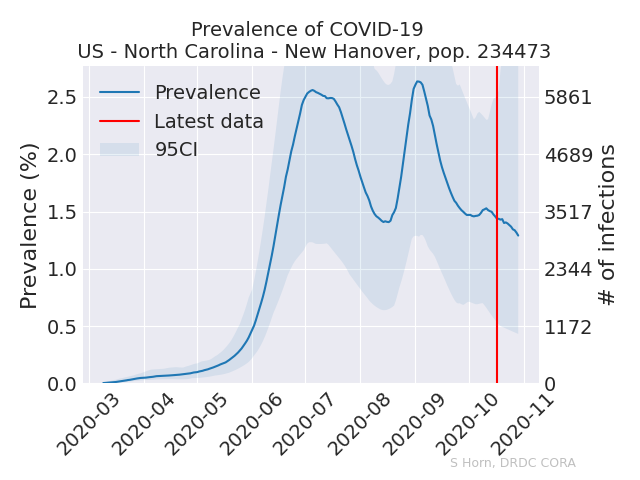 Prevalence of COVID-19
US - North Carolina - New Hanover, pop. 234473
Prevalence
Latest data
95CI
Prevalence (%)
2.5
2.0
1.5
1.0
0.5
0.0
5861
4689
3517
2344
1172
0
# of infections
2020-03
2020-04
2020-05
2020-06
2020-07
2020-08
2020-09
2020-10
2020-11
S Horn, DRDC CORA